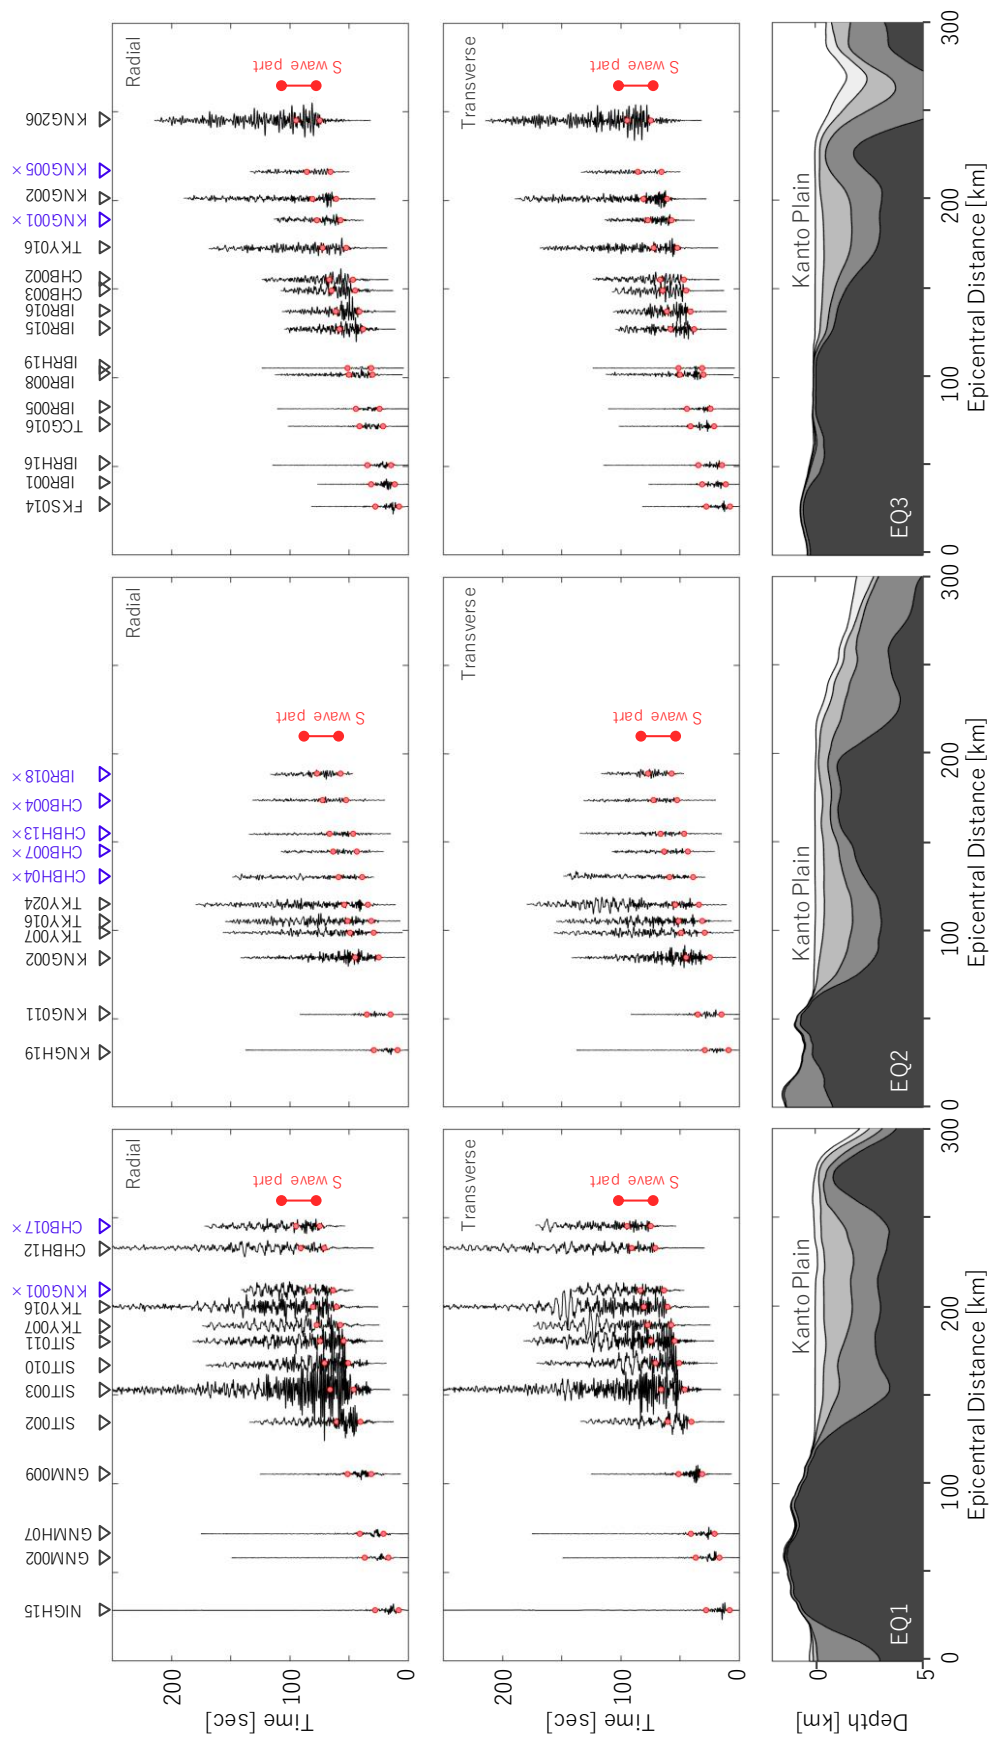 NIGH15
GNM002
GNMH07
GNM009
SIT002
SIT003
SIT010
SIT011
TKY007
TKY016
KNG001 ×
CHBH12
CHB017 ×
Radial
S wave part
Time [sec]
200
100
0
Transverse
S wave part
Time [sec]
200
100
0
Kanto Plain
EQ1
Depth [km]
0
5
0 100 200 300
Epicentral Distance [km]
KNGH19
KNG011
KNG002
TKY007
TKY016
TKY024
CHBH04 ×
CHB007 ×
CHBH13 ×
CHB004 ×
IBR018 ×
Radial
S wave part
Transverse
S wave part
Kanto Plain
EQ2
0 100 200 300
Epicentral Distance [km]
FKS014
IBR001
IBRH16
TCG016
IBR005
IBR008
IBRH19
IBR015
IBR016
CHB003
CHB002
TKY016
KNG001 ×
KNG002
KNG005 ×
KNG206
Radial
S wave part
Transverse
S wave part
Kanto Plain
EQ3
0 100 200 300
Epicentral Distance [km]